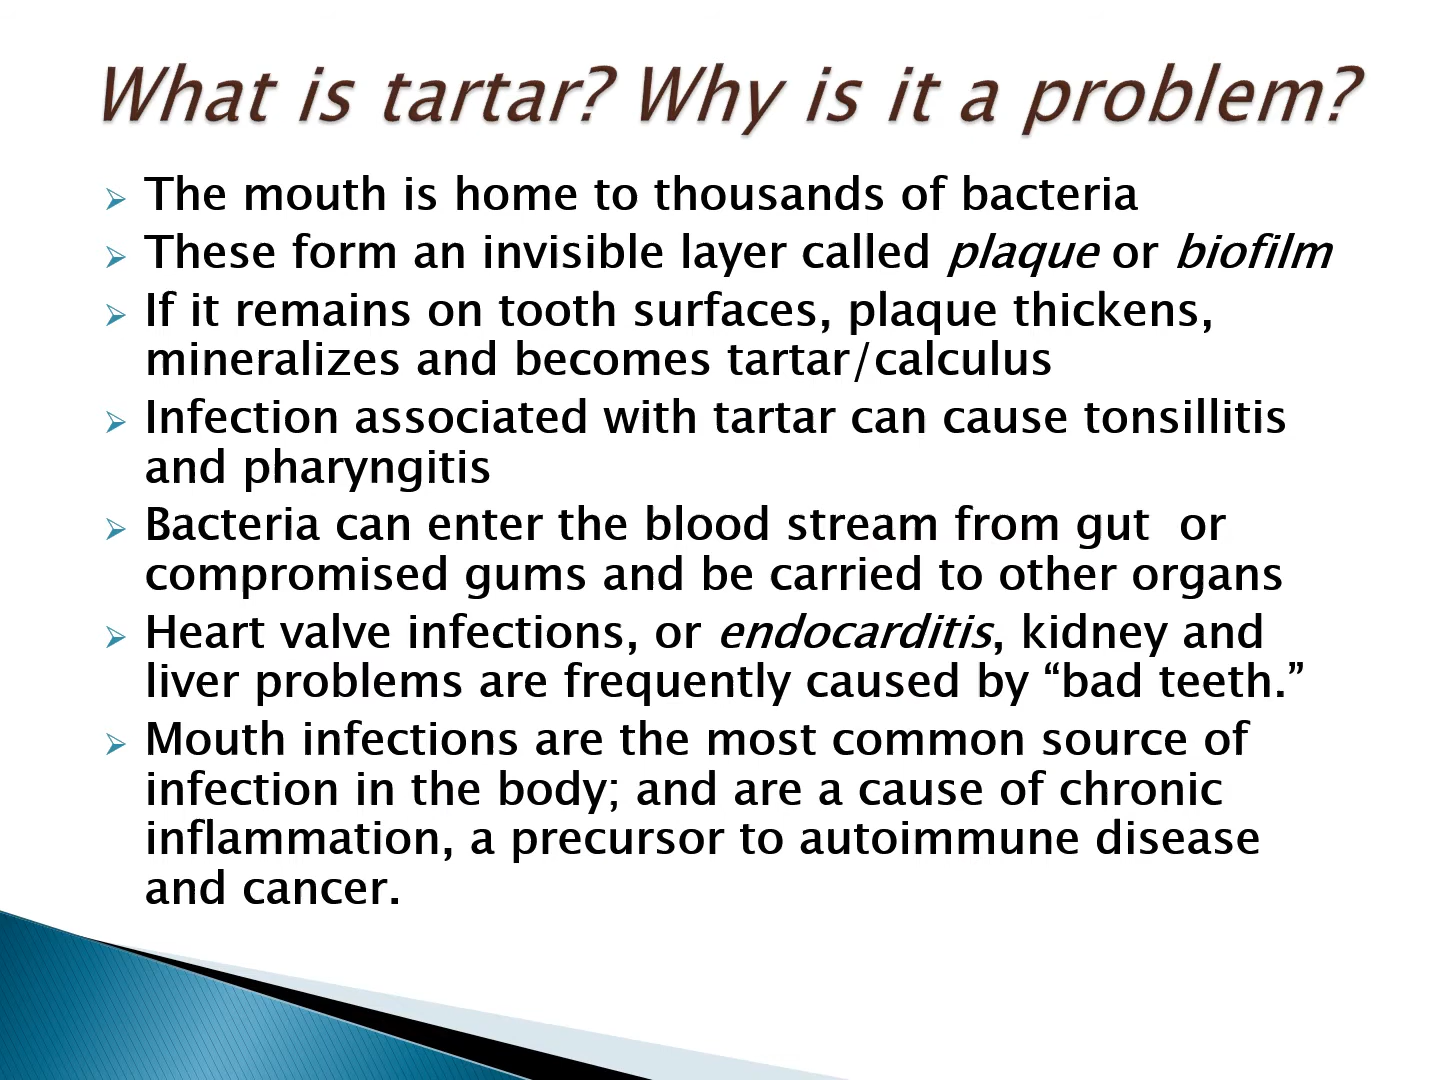 What is tartar? Why is it a problem?
The mouth is home to thousands of bacteria
These form an invisible layer called plaque or biofilm
If it remains on tooth surfaces, plaque thickens,
mineralizes and becomes tartar/calculus
Infection associated with tartar can cause tonsillitis
and pharyngitis
Bacteria can enter the blood stream from gut  or
compromised gums and be carried to other organs
Heart valve infections, or endocarditis, kidney and
liver problems are frequently caused by “bad teeth.”
Mouth infections are the most common source of
infection in the body; and are a cause of chronic
inflammation, a precursor to autoimmune disease
and cancer.